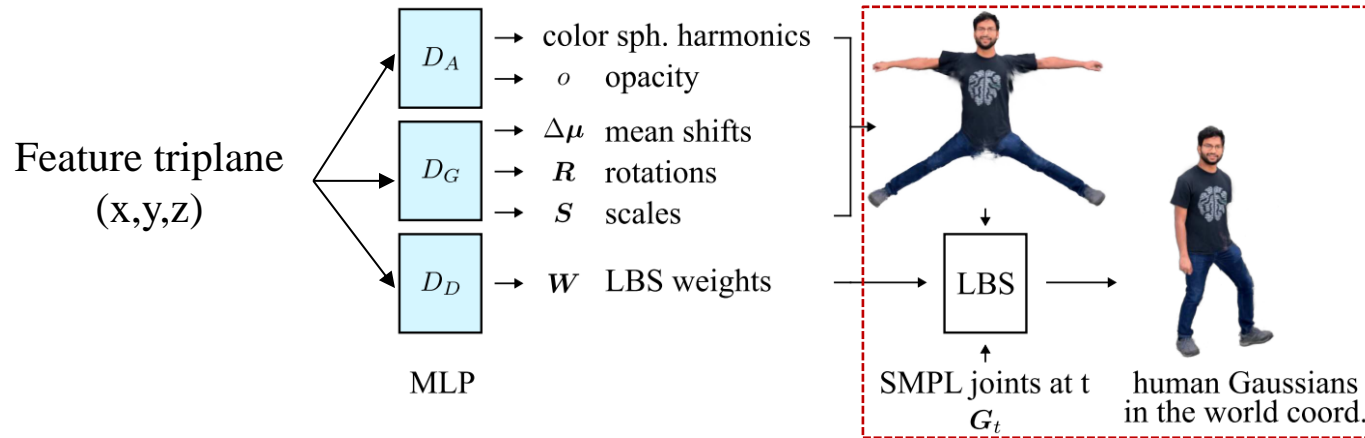 Feature triplane
(x,y,z)
D_A
D_G
D_D
MLP
color sph. harmonics
o opacity
Δμ mean shifts
R rotations
S scales
W LBS weights
LBS
SMPL joints at t
G_t
human Gaussians
in the world coord.